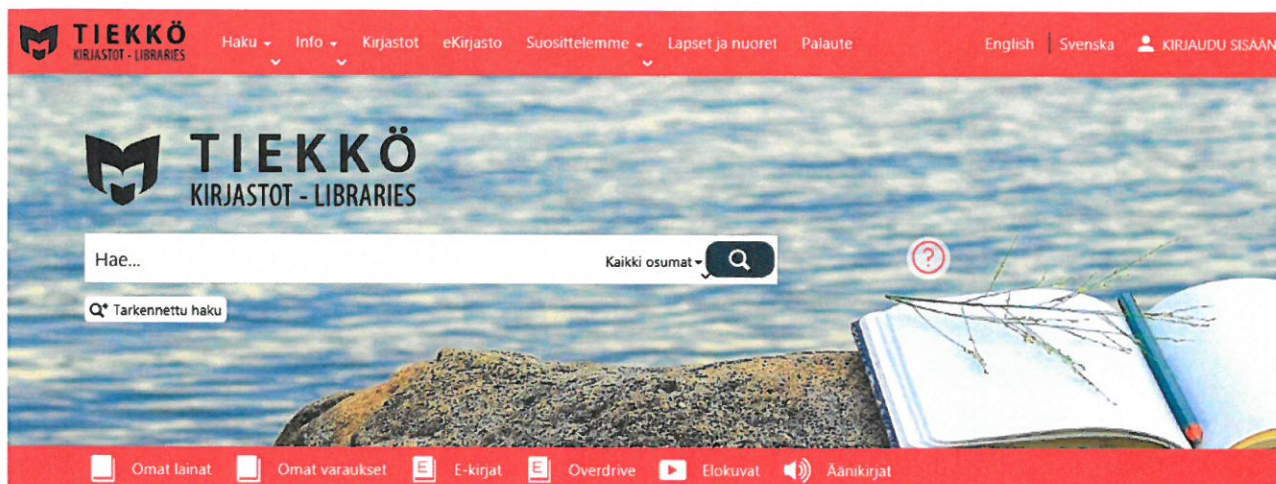 TIEKKÖ
KIRJASTOT - LIBRARIES
Haku Info Kirjastot eKirjasto Suosittelemme Lapset ja nuoret Palaute English Svenska KIRJAUDU SISÄÄN
TIEKKÖ
KIRJASTOT - LIBRARIES
Hae... Kaikki osumat
?
Tarkennettu haku
Omat lainat Omat varaukset E E-kirjat E Overdrive Elokuvat Äänikirjat